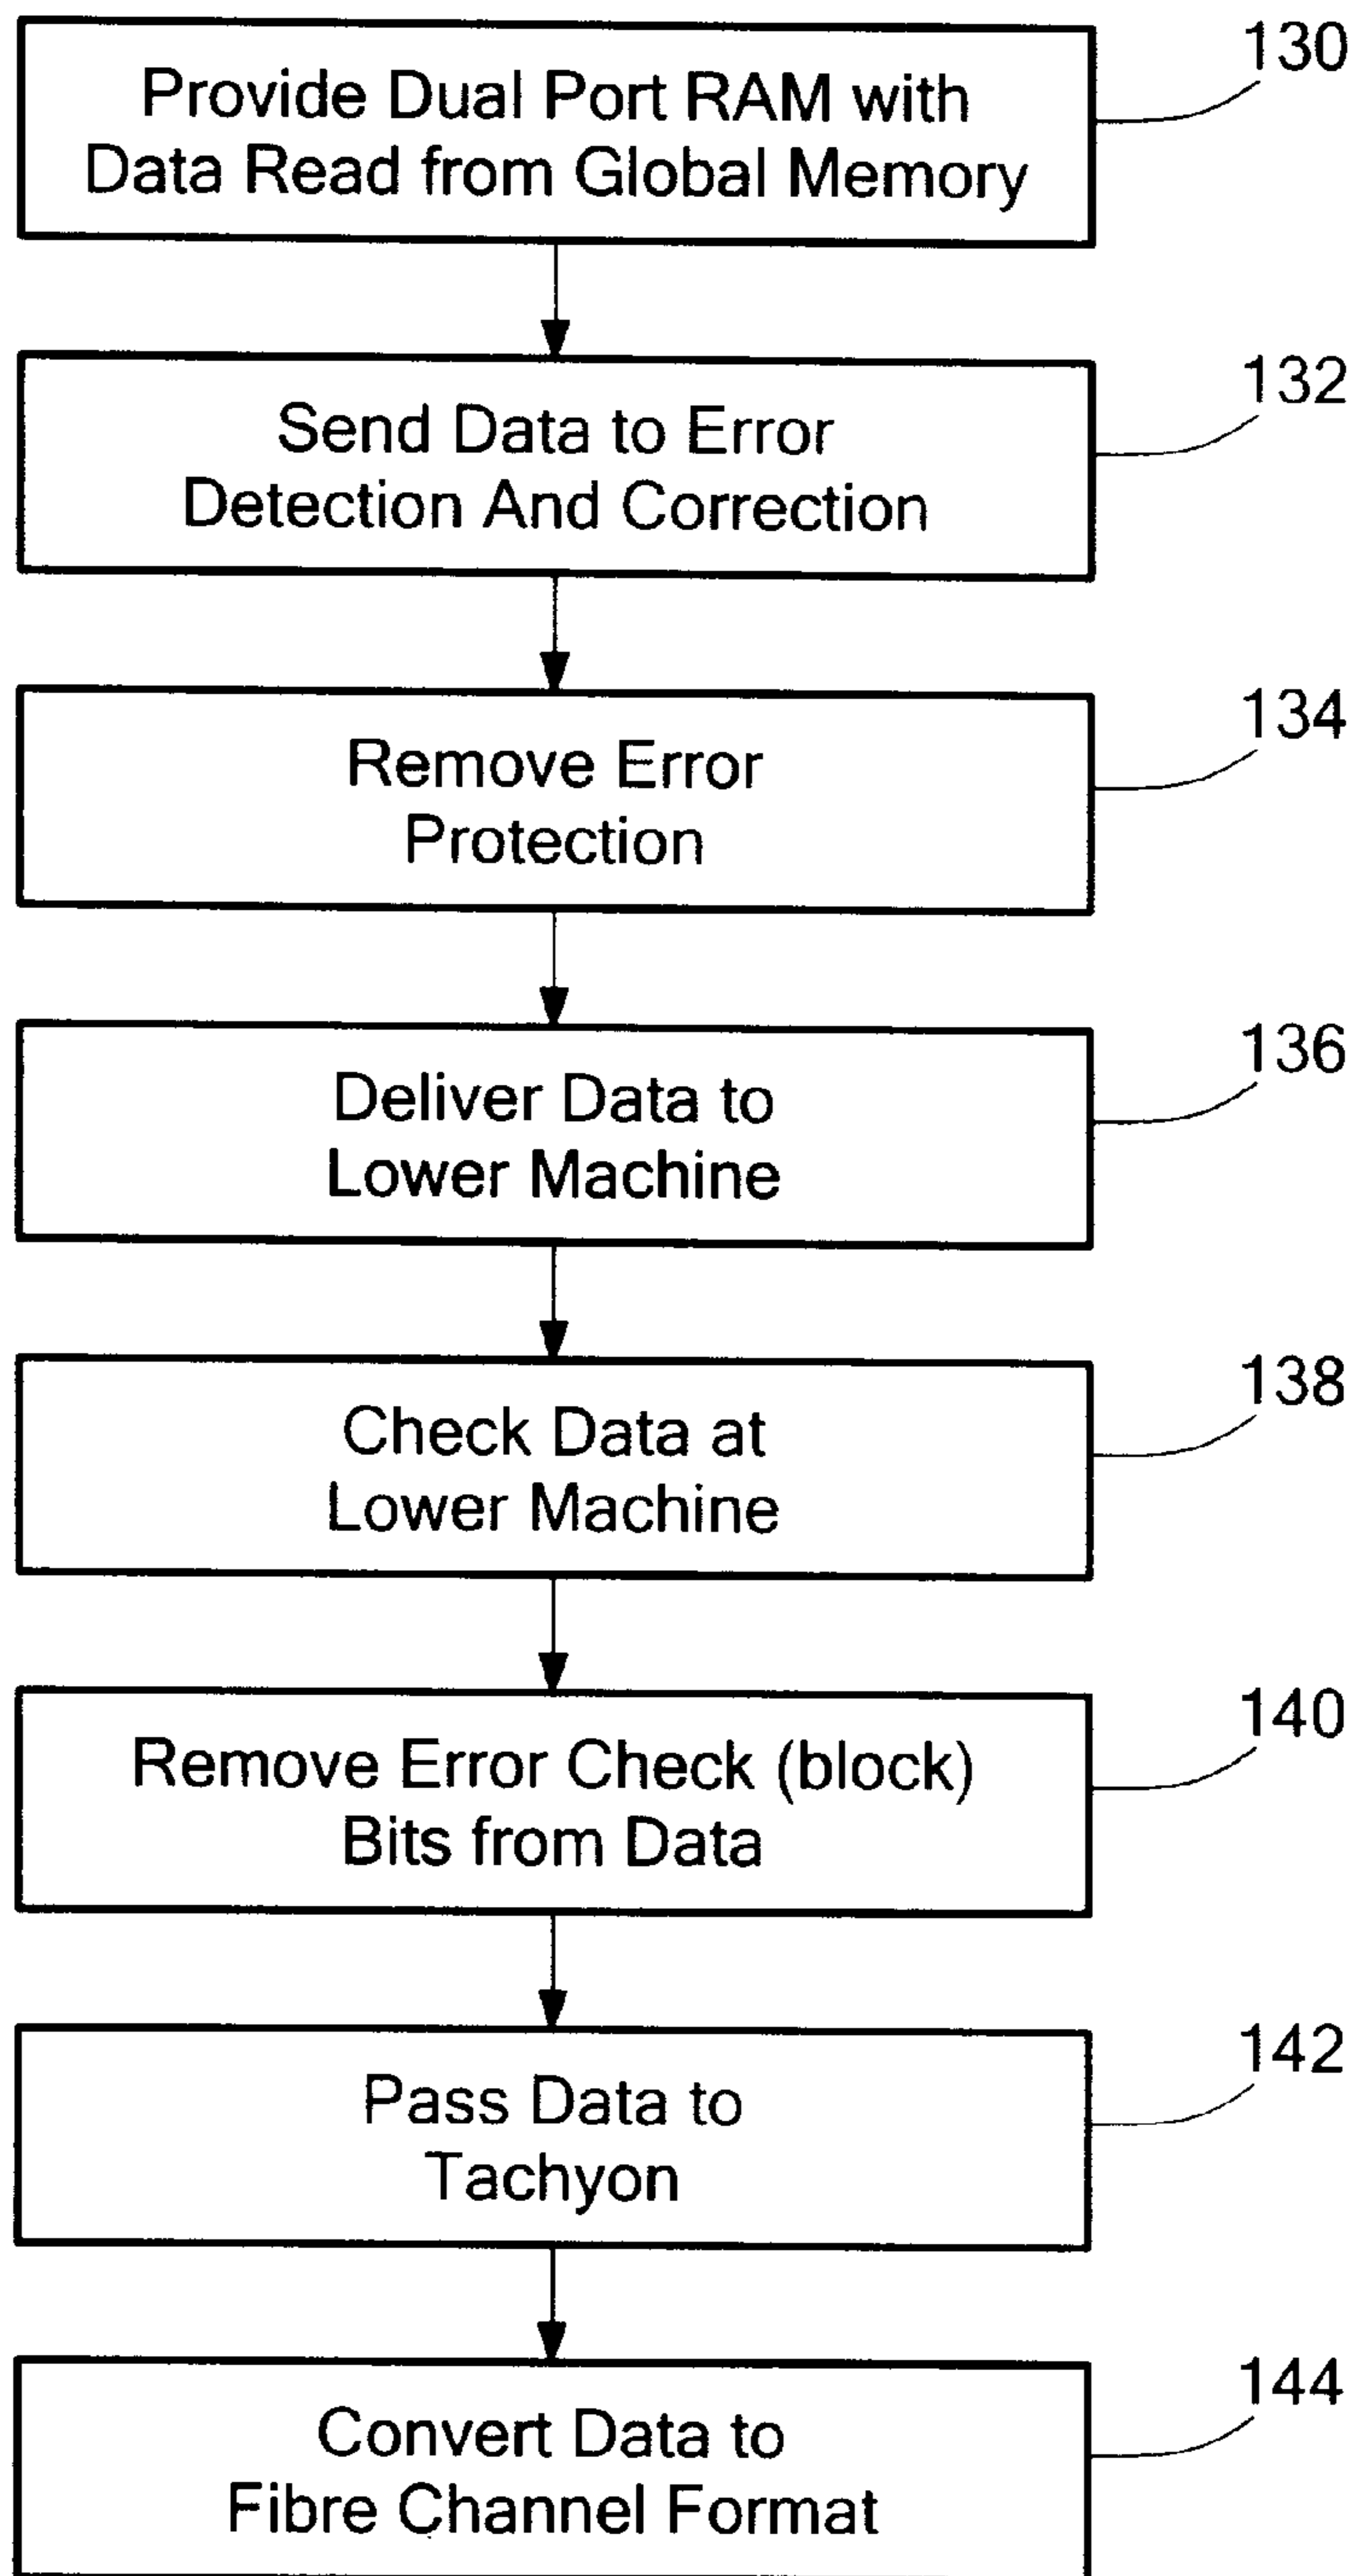 130
Provide Dual Port RAM with
Data Read from Global Memory
132
Send Data to Error
Detection And Correction
134
Remove Error
Protection
136
Deliver Data to
Lower Machine
138
Check Data at
Lower Machine
140
Remove Error Check (block)
Bits from Data
142
Pass Data to
Tachyon
144
Convert Data to
Fibre Channel Format